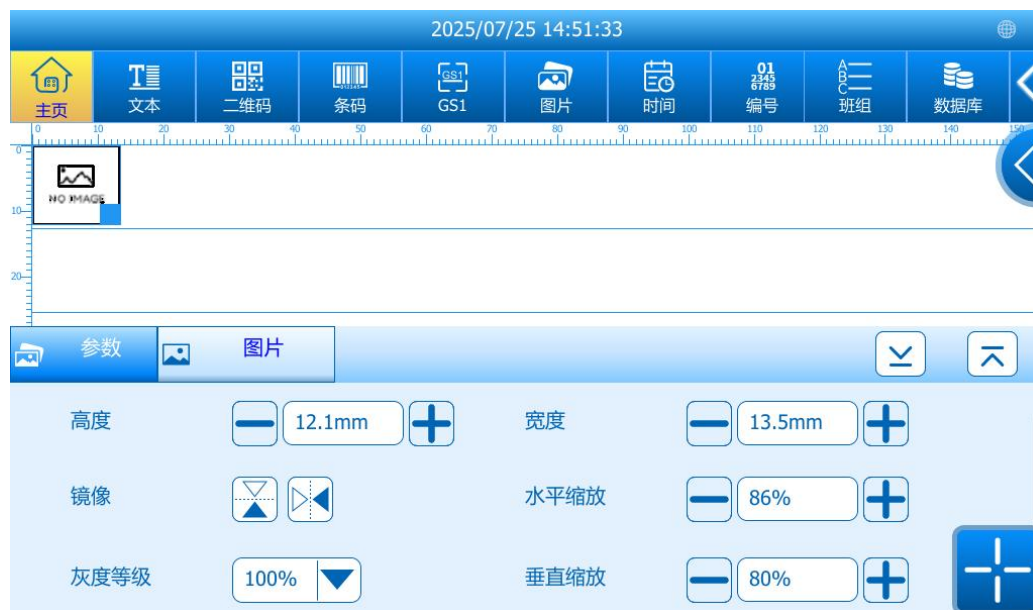 2025/07/25 14:51:33
主页
T
文本
二维码
012345
条码
GS1
GS1
图片
时间
01
2345
6789
编号
A
B
C
班组
数据库
0 10 20 30 40 50 60 70 80 90 100 110 120 130 140 150
0
NO IMAGE
10
20
参数 图片
高度 12.1mm 宽度 13.5mm
镜像 水平缩放 86%
灰度等级 100% 垂直缩放 80%